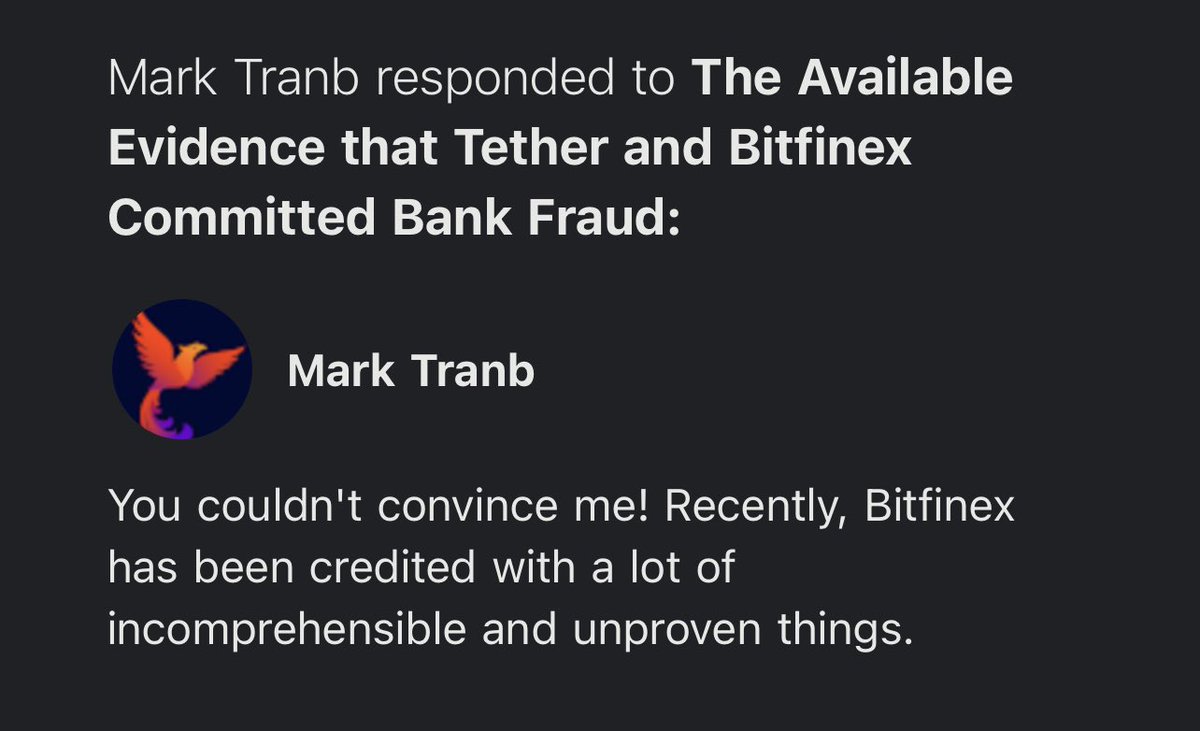 Mark Tranb responded to The Available
Evidence that Tether and Bitfinex
Committed Bank Fraud:
Mark Tranb
You couldn't convince me! Recently, Bitfinex
has been credited with a lot of
incomprehensible and unproven things.